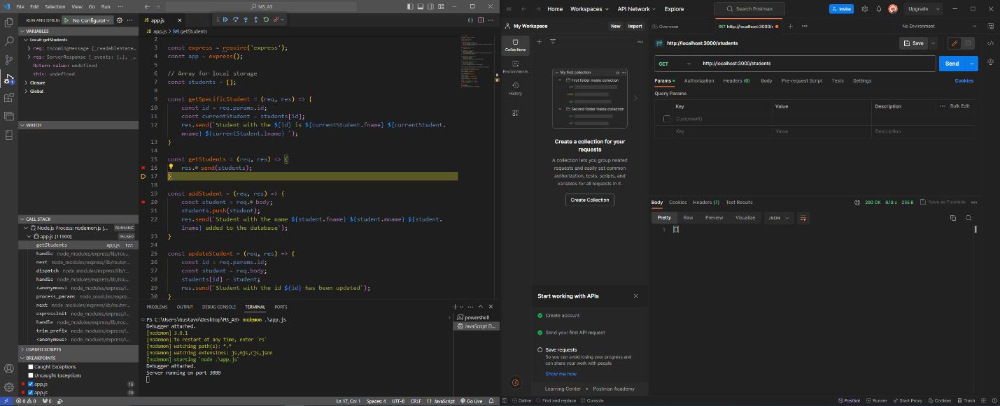 File Edit Selection View Go Run ··· M3_A3
RUN AND DEBUG No Configurat
VARIABLES
Local: getStudents
req: IncomingMessage {_readableState…
res: ServerResponse {_events: {…}, _…
Return value: undefined
this: undefined
Closure
Global
WATCH
CALL STACK
Node.js Process: nodemon.js [… RUNNING
app.js [11900] PAUSED
getStudents app.js 17:1
handle node_modules/express/lib/rou…
next node_modules/express/lib/router…
dispatch node_modules/express/lib/r…
handle node_modules/express/lib/rou…
<anonymous> node_modules/express/l…
process_params node_modules/expre…
next node_modules/express/lib/router…
expressInit node_modules/express/lib…
handle node_modules/express/lib/rou…
trim_prefix node_modules/express/lib…
<anonymous> node_modules/express/l…
LOADED SCRIPTS
BREAKPOINTS
Caught Exceptions
Uncaught Exceptions
app.js 16
app.js 20
app.js
app.js > getStudents
2
3 const express = require('express');
4 const app = express();
5
6 // Array for local storage
7 const students = [];
8
9 const getSpecificStudent = (req, res) => {
10 const id = req.params.id;
11 const currentStudent = students[id];
12 res.send(`Student with the ${id} is ${currentStudent.fname} ${currentStudent.
mname} ${currentStudent.lname} `);
13 }
14
15 const getStudents = (req, res) => {
16 res. send(students);
17 }
18
19 const addStudent = (req, res) => {
20 const student = req. body;
21 students.push(student);
22 res.send(`Student with the name ${student.fname} ${student.mname} ${student.
lname} added to the database`);
23 }
24
25 const updateStudent = (req, res) => {
26 const id = req.params.id;
27 const student = req.body;
28 students[id] = student;
29 res.send(`Student with the id ${id} has been updated`);
30 }
PROBLEMS OUTPUT DEBUG CONSOLE TERMINAL PORTS
PS C:\Users\Gustavo\Desktop\M3_A3> nodemon .\app.js
Debugger attached.
[nodemon] 3.0.1
[nodemon] to restart at any time, enter `rs`
[nodemon] watching path(s): *.*
[nodemon] watching extensions: js,mjs,cjs,json
[nodemon] starting `node .\app.js`
Debugger attached.
Server running on port 3000
powershell
JavaScript D…
0 0 0 Ln 17, Col 1 Spaces: 4 UTF-8 CRLF {} JavaScript Go Live
Home Workspaces API Network Explore Search Postman Invite Upgrade
My Workspace New Import
Overview GET http://localhost:3000/s No Environment
Collections
Environments
History
My first collection
First folder inside collection
Second folder inside collection
Create a collection for your
requests
A collection lets you group related
requests and easily set common
authorization, tests, scripts, and
variables for all requests in it.
Create Collection
Start working with APIs
Create account
Send your first API request
Save requests
So you can avoid losing your progress and
can share your work with people
Show me how
Learning Center • Postman Academy
http://localhost:3000/students Save
GET http://localhost:3000/students Send
Params Authorization Headers (6) Body Pre-request Script Tests Settings Cookies
Query Params
Key Value Description ··· Bulk Edit
CustomerID
Key Value Description
Body Cookies Headers (7) Test Results 200 OK 8.18 s 235 B Save as Example
Pretty Raw Preview Visualize JSON
1 []
Online Find and replace Console Postbot Runner Start Proxy Cookies Trash